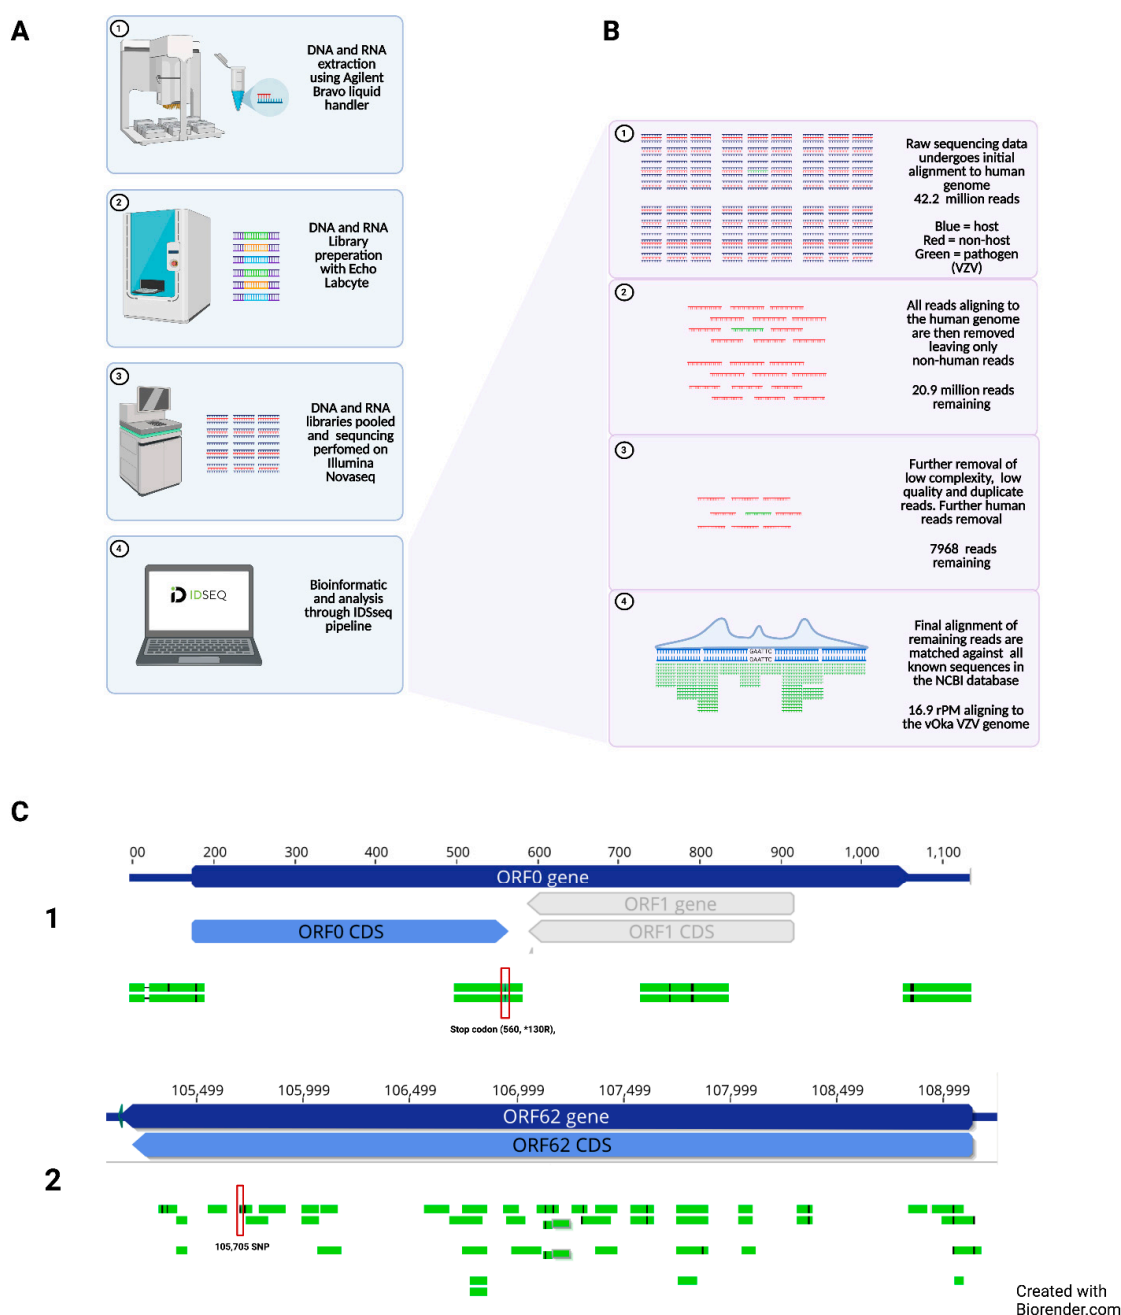 A
1
DNA and RNA
extraction
using Agilent
Bravo liquid
handler
2
DNA and RNA
Library
preperation
with Echo
Labcyte
3
DNA and RNA
libraries pooled
and sequncing
perfomed on
Illumina
Novaseq
4
IDSEQ
Bioinformatic
and analysis
through IDSseq
pipeline
B
1
Raw sequencing data
undergoes initial
alignment to human
genome
42.2 million reads
Blue = host
Red = non-host
Green = pathogen
(VZV)
2
All reads aligning to
the human genome
are then removed
leaving only
non-human reads
20.9 million reads
remaining
3
Further removal of
low complexity, low
quality and duplicate
reads. Further human
reads removal
7968 reads
remaining
4
GAATTC
GAATTC
Final alignment of
remaining reads are
matched against all
known sequences in
the NCBI database
16.9 rPM aligning to
the vOka VZV genome
C
00 200 300 400 500 600 700 800 900 1,000 1,100
ORF0 gene
1
ORF1 gene
ORF0 CDS ORF1 CDS
Stop codon (560, *130R),
105,499 105,999 106,499 106,999 107,499 107,999 108,499 108,999
ORF62 gene
ORF62 CDS
2
105,705 SNP
Created with
Biorender.com